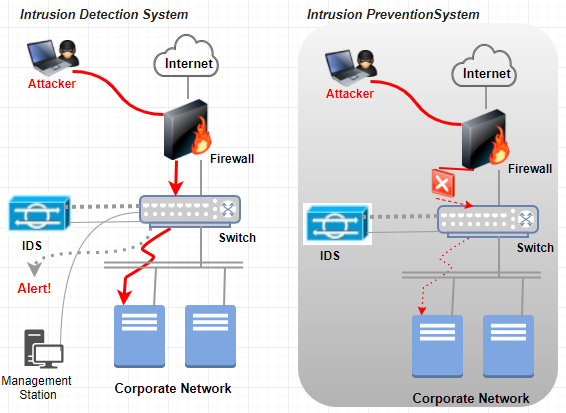 Intrusion Detection System
Internet
Attacker
Firewall
IDS
Switch
Alert!
Management
Station
Corporate Network
Intrusion PreventionSystem
Internet
Attacker
Firewall
IDS
Switch
Corporate Network